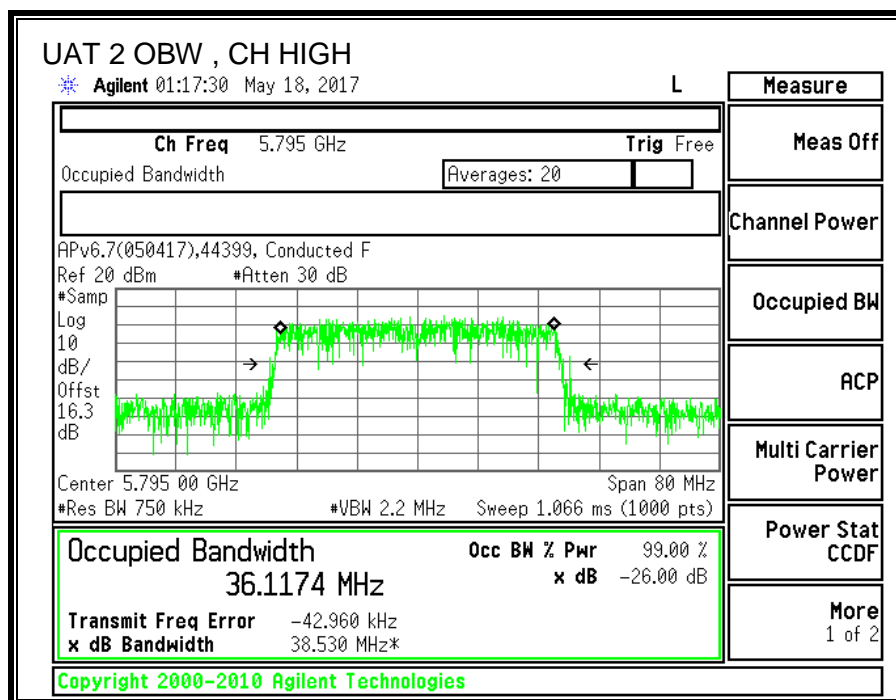 UAT 2 OBW , CH HIGH
Agilent 01:17:30 May 18, 2017 L
Measure
Ch Freq 5.795 GHz Trig Free
Meas Off
Occupied Bandwidth Averages: 20
Channel Power
APv6.7(050417),44399, Conducted F
Ref 20 dBm #Atten 30 dB
#Samp
Log
10
dB/
Offst
16.3
dB
Occupied BW
ACP
Center 5.795 00 GHz Span 80 MHz
#Res BW 750 kHz #VBW 2.2 MHz Sweep 1.066 ms (1000 pts)
Multi Carrier
Power
Occupied Bandwidth
36.1174 MHz
Occ BW % Pwr 99.00 %
x dB -26.00 dB
Transmit Freq Error -42.960 kHz
x dB Bandwidth 38.530 MHz*
Power Stat
CCDF
More
1 of 2
Copyright 2000-2010 Agilent Technologies